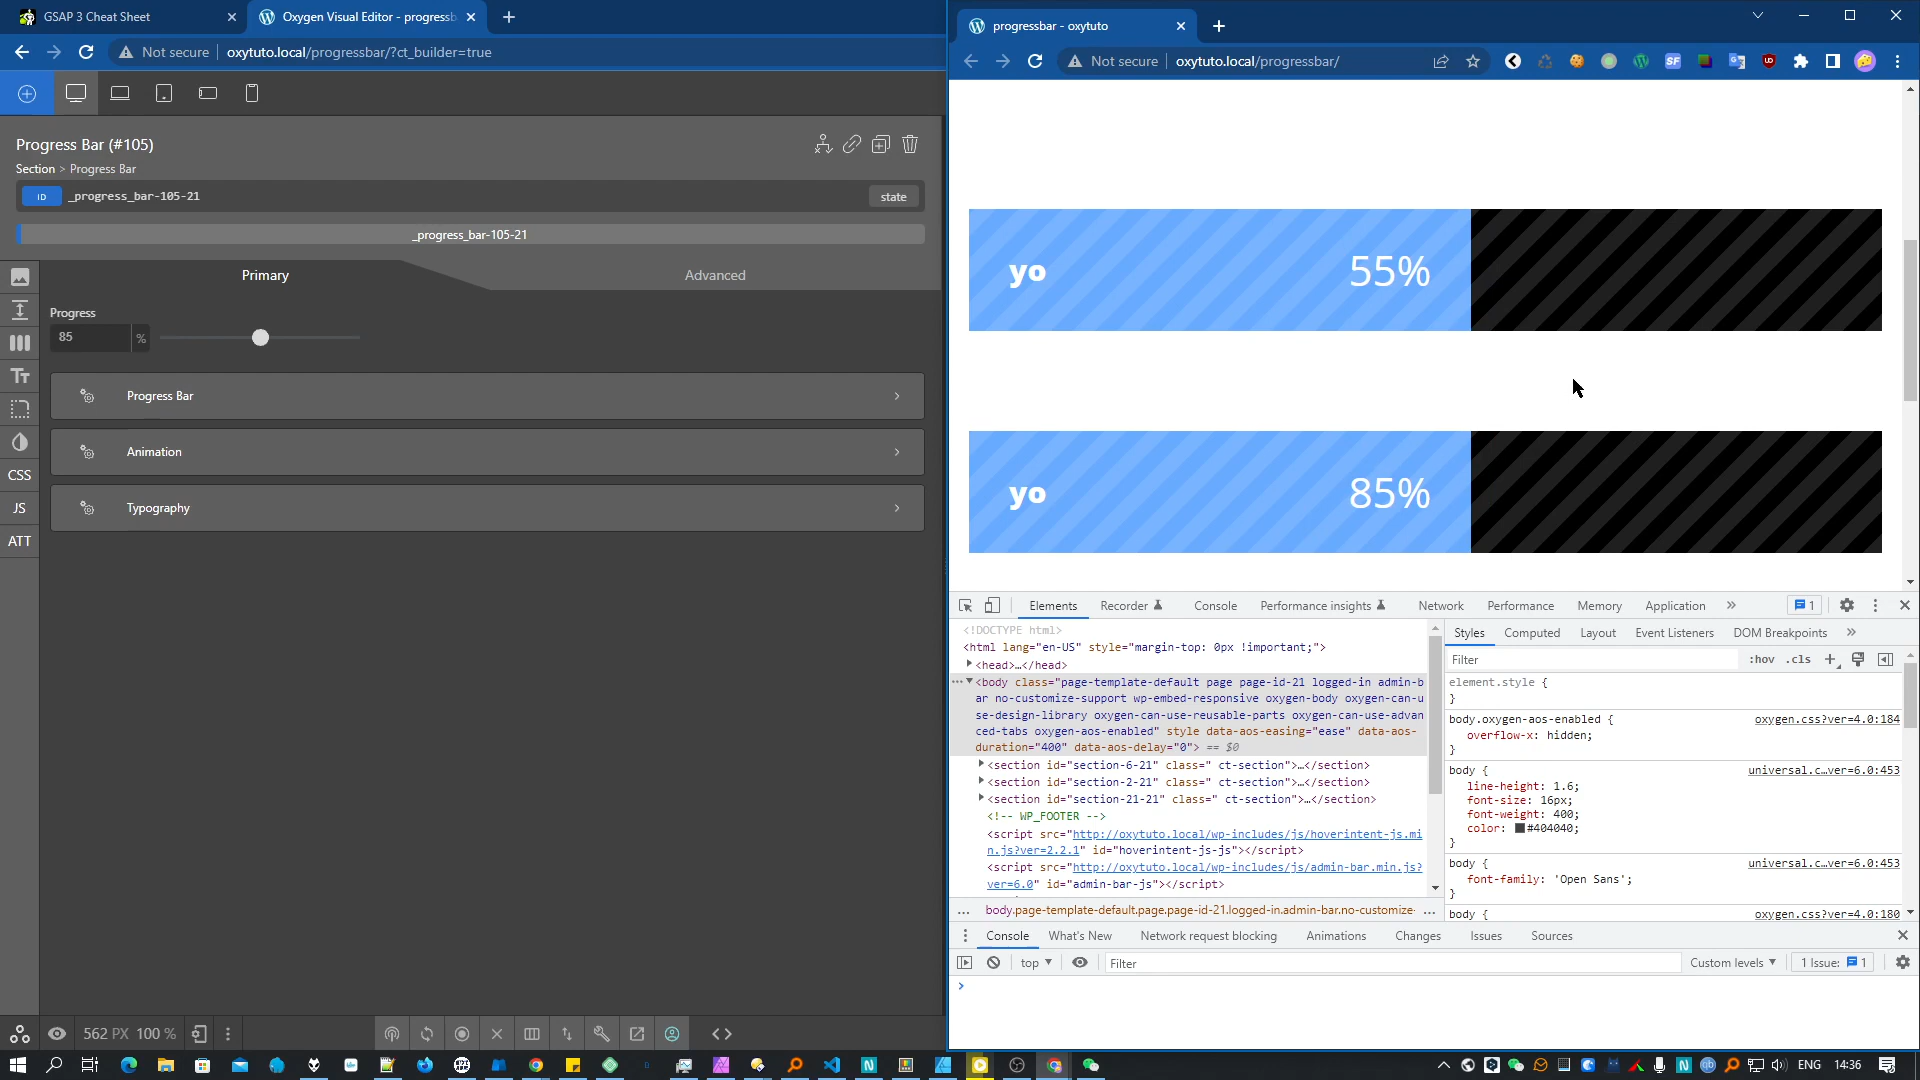 GSAP 3 Cheat Sheet
Oxygen Visual Editor - progressb
Not secure
oxytuto.local/progressbar/?ct_builder=true
Progress Bar (#105)
Section > Progress Bar
ID
_progress_bar-105-21
state
_progress_bar-105-21
Primary
Advanced
Progress
85
%
Progress Bar
Animation
Typography
CSS
JS
ATT
562 PX 100 %
progressbar - oxytuto
Not secure
oxytuto.local/progressbar/
yo 55%
yo 85%
Elements
Recorder
Console
Performance insights
Network
Performance
Memory
Application
1
<!DOCTYPE html>
<html lang="en-US" style="margin-top: 0px !important;">
<head>…</head>
<body class="page-template-default page page-id-21 logged-in admin-b
ar no-customize-support wp-embed-responsive oxygen-body oxygen-can-u
se-design-library oxygen-can-use-reusable-parts oxygen-can-use-advan
ced-tabs oxygen-aos-enabled" style data-aos-easing="ease" data-aos-
duration="400" data-aos-delay="0"> == $0
<section id="section-6-21" class=" ct-section">…</section>
<section id="section-2-21" class=" ct-section">…</section>
<section id="section-21-21" class=" ct-section">…</section>
<!-- WP_FOOTER -->
<script src="http://oxytuto.local/wp-includes/js/hoverintent-js.mi
n.js?ver=2.2.1" id="hoverintent-js-js"></script>
<script src="http://oxytuto.local/wp-includes/js/admin-bar.min.js?
ver=6.0" id="admin-bar-js"></script>
... body.page-template-default.page.page-id-21.logged-in.admin-bar.no-customize- ...
Styles
Computed
Layout
Event Listeners
DOM Breakpoints
Filter
:hov .cls
element.style {
}
body.oxygen-aos-enabled { oxygen.css?ver=4.0:184
overflow-x: hidden;
}
body { universal.c…ver=6.0:453
line-height: 1.6;
font-size: 16px;
font-weight: 400;
color: #404040;
}
body { universal.c…ver=6.0:453
font-family: 'Open Sans';
}
body { oxygen.css?ver=4.0:180
Console
What's New
Network request blocking
Animations
Changes
Issues
Sources
top
Filter
Custom levels
1 Issue: 1
ENG
14:36